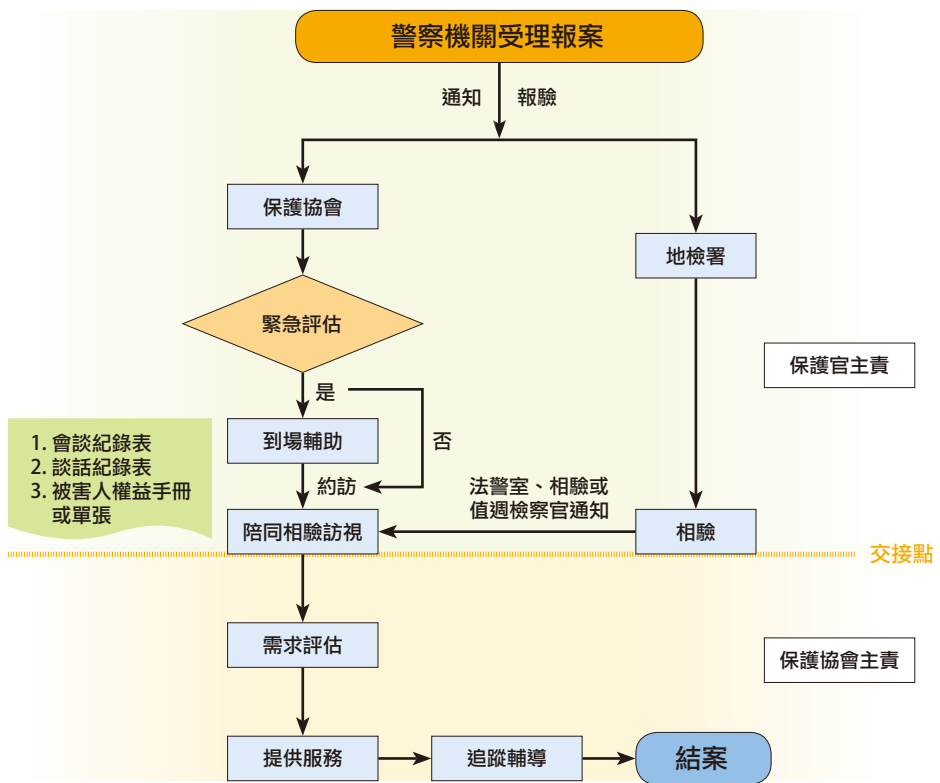 警察機關受理報案
通知
報驗
保護協會
地檢署
緊急評估
保護官主責
是
到場輔助
否
1. 會談紀錄表
2. 談話紀錄表
3. 被害人權益手冊
或單張
約訪
法警室、相驗或
值週檢察官通知
陪同相驗訪視
相驗
交接點
需求評估
保護協會主責
提供服務
追蹤輔導
結案